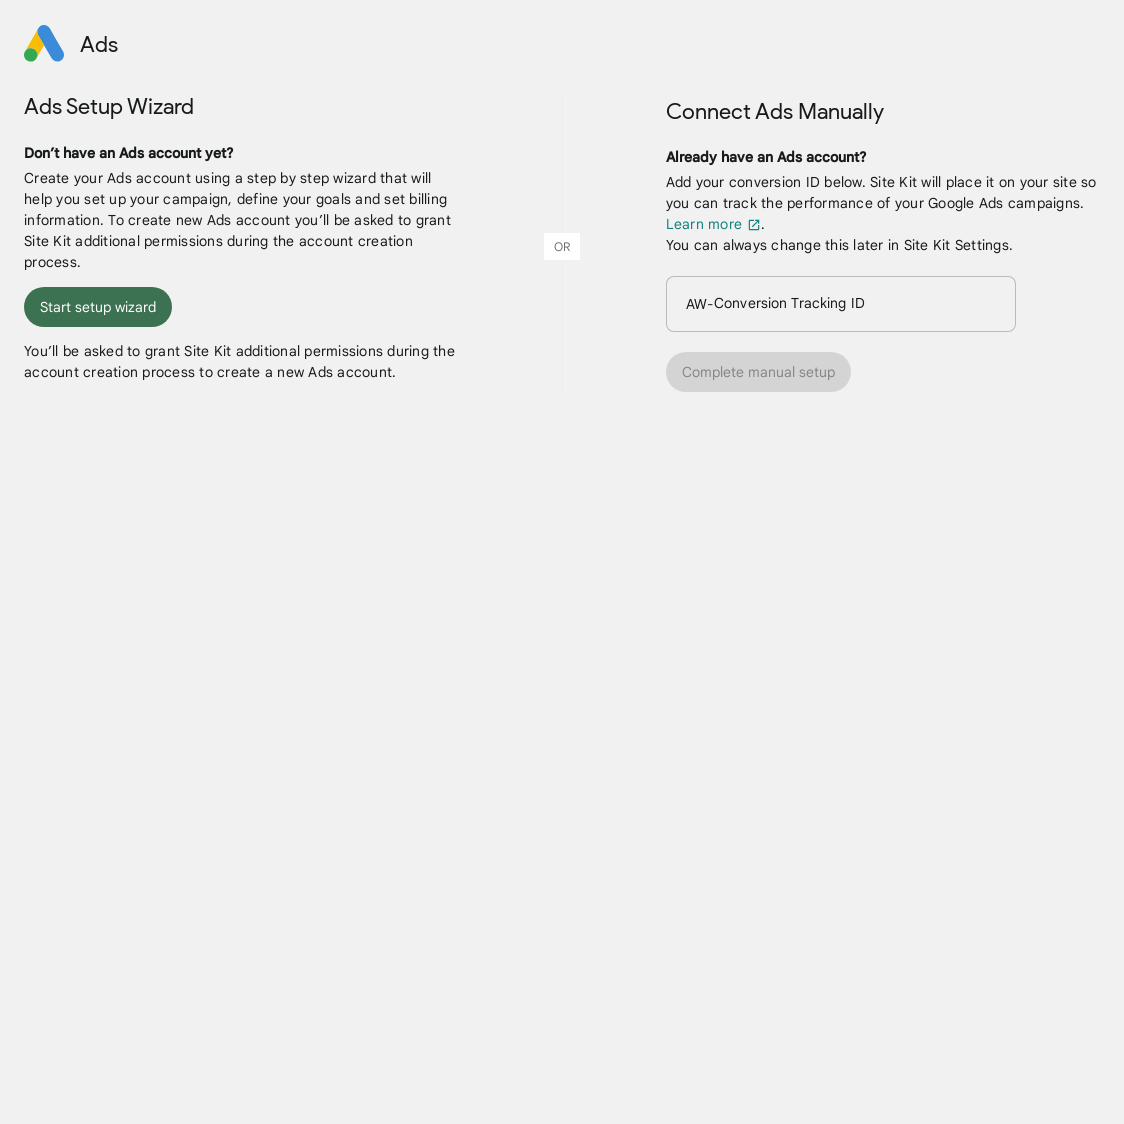 Ads
Ads Setup Wizard
Don’t have an Ads account yet?
Create your Ads account using a step by step wizard that will
help you set up your campaign, define your goals and set billing
information. To create new Ads account you’ll be asked to grant
Site Kit additional permissions during the account creation
process.
Start setup wizard
You’ll be asked to grant Site Kit additional permissions during the
account creation process to create a new Ads account.
OR
Connect Ads Manually
Already have an Ads account?
Add your conversion ID below. Site Kit will place it on your site so
you can track the performance of your Google Ads campaigns.
Learn more .
You can always change this later in Site Kit Settings.
AW-Conversion Tracking ID
Complete manual setup